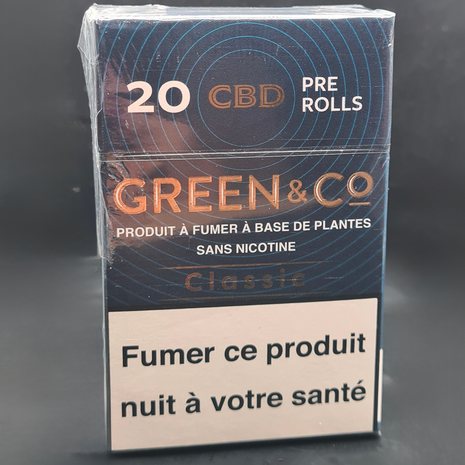 20 CBD PRE
ROLLS
GREEN & CO
PRODUIT À FUMER À BASE DE PLANTES
SANS NICOTINE
Classic
Fumer ce produit
nuit à votre santé